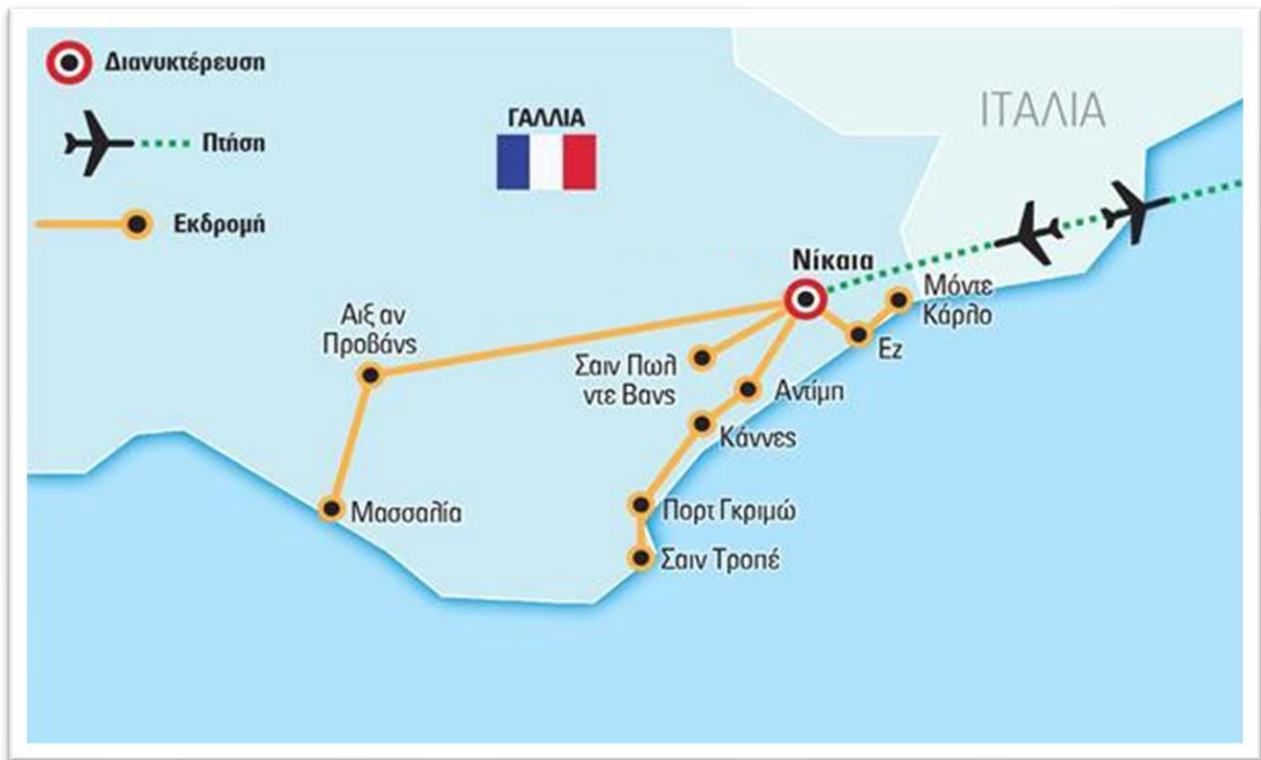 Διανυκτέρευση
Πτήση
Εκδρομή
ΓΑΛΛΙΑ
ΙΤΑΛΙΑ
Νίκαια
Μόντε
Κάρλο
Εz
Αιξ αν
Προβάνς
Σαιν Πωλ
ντε Βανς
Αντίμπ
Κάννες
Μασσαλία
Πορτ Γκριμώ
Σαιν Τροπέ